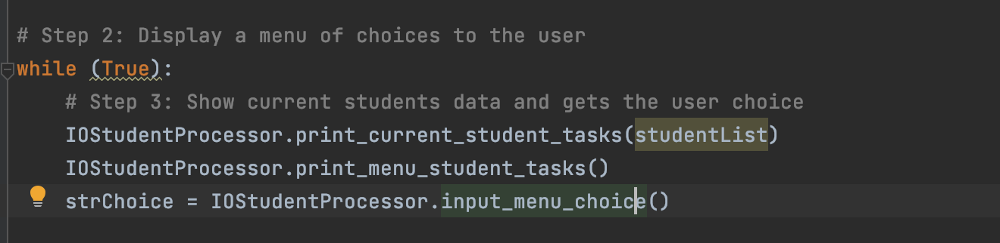 # Step 2: Display a menu of choices to the user
while (True):
    # Step 3: Show current students data and gets the user choice
    IOStudentProcessor.print_current_student_tasks(studentList)
    IOStudentProcessor.print_menu_student_tasks()
    strChoice = IOStudentProcessor.input_menu_choice()